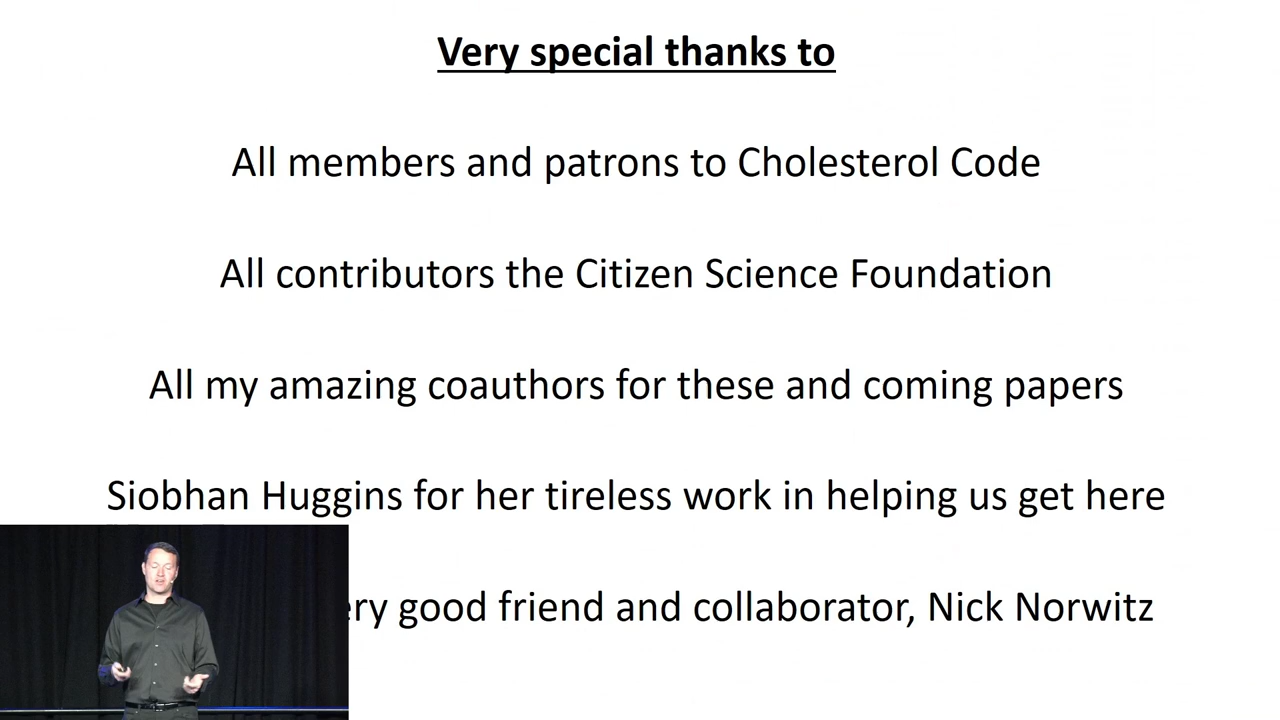 Very special thanks to
All members and patrons to Cholesterol Code
All contributors the Citizen Science Foundation
All my amazing coauthors for these and coming papers
Siobhan Huggins for her tireless work in helping us get here
good friend and collaborator, Nick Norwitz